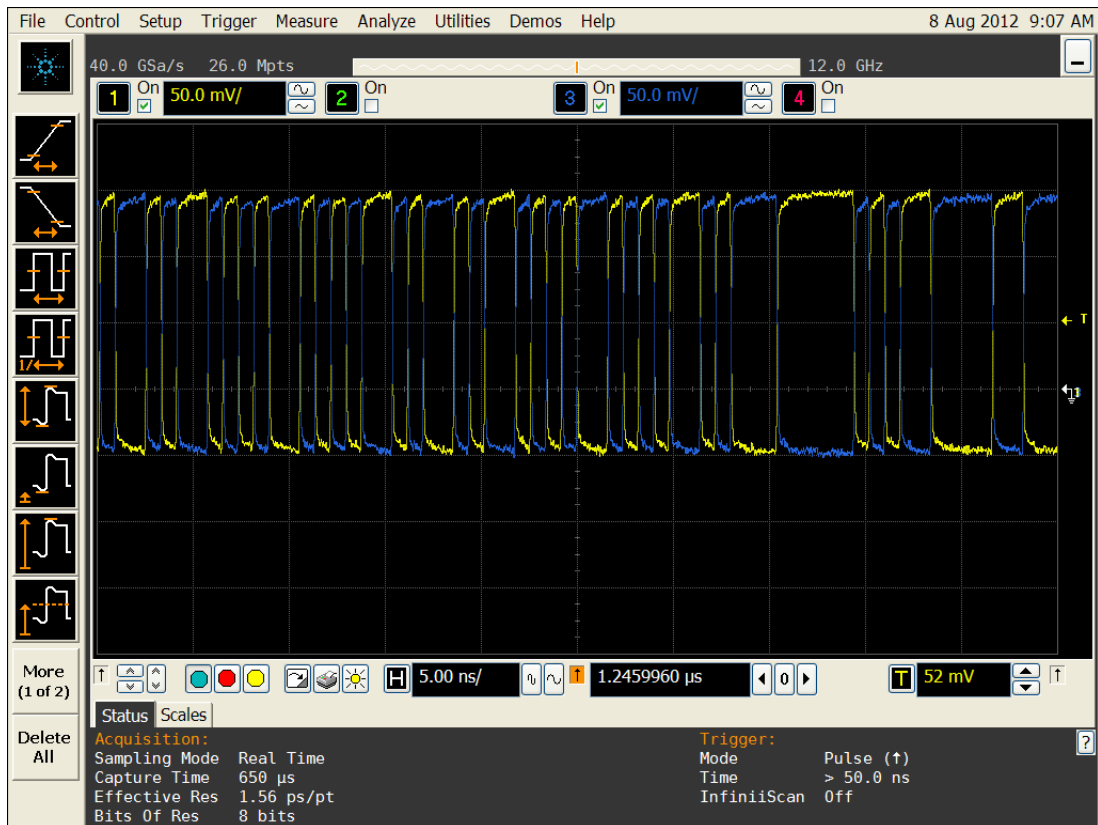 File Control Setup Trigger Measure Analyze Utilities Demos Help 8 Aug 2012 9:07 AM
40.0 GSa/s 26.0 Mpts 12.0 GHz
1 On 50.0 mV/ 2 On 3 On 50.0 mV/ 4 On
T
1/
More
(1 of 2)
Delete
All
H 5.00 ns/ 1.2459960 µs 0 T 52 mV
Status Scales
Acquisition: Trigger: ?
Sampling Mode Real Time Mode Pulse (↑)
Capture Time 650 µs Time > 50.0 ns
Effective Res 1.56 ps/pt InfiniiScan Off
Bits Of Res 8 bits